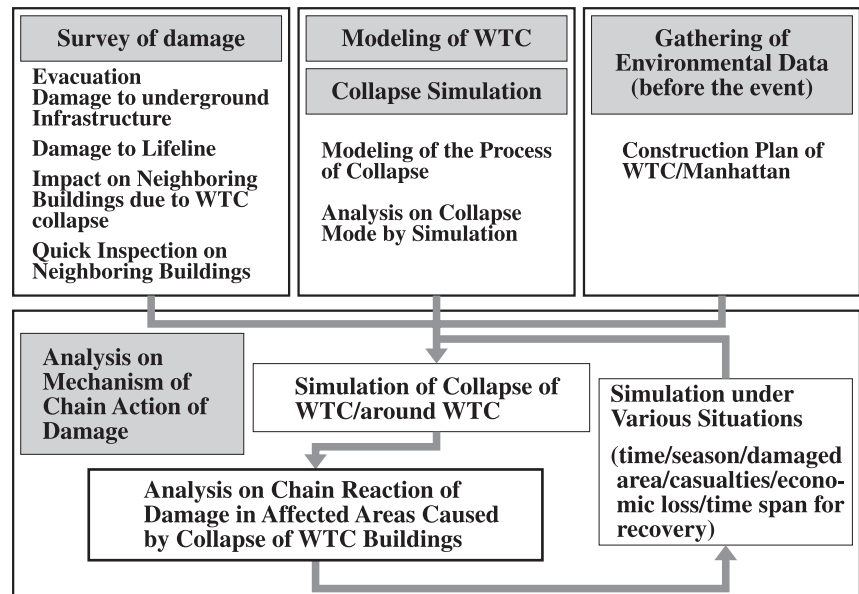 Survey of damage
Evacuation
Damage to underground
Infrastructure
Damage to Lifeline
Impact on Neighboring
Buildings due to WTC
collapse
Quick Inspection on
Neighboring Buildings
Modeling of WTC
Collapse Simulation
Modeling of the Process
of Collapse
Analysis on Collapse
Mode by Simulation
Gathering of
Environmental Data
(before the event)
Construction Plan of
WTC/Manhattan
Analysis on
Mechanism of
Chain Action of
Damage
Simulation of Collapse of
WTC/around WTC
Analysis on Chain Reaction of
Damage in Affected Areas Caused
by Collapse of WTC Buildings
Simulation under
Various Situations
(time/season/damaged
area/casualties/econo-
mic loss/time span for
recovery)